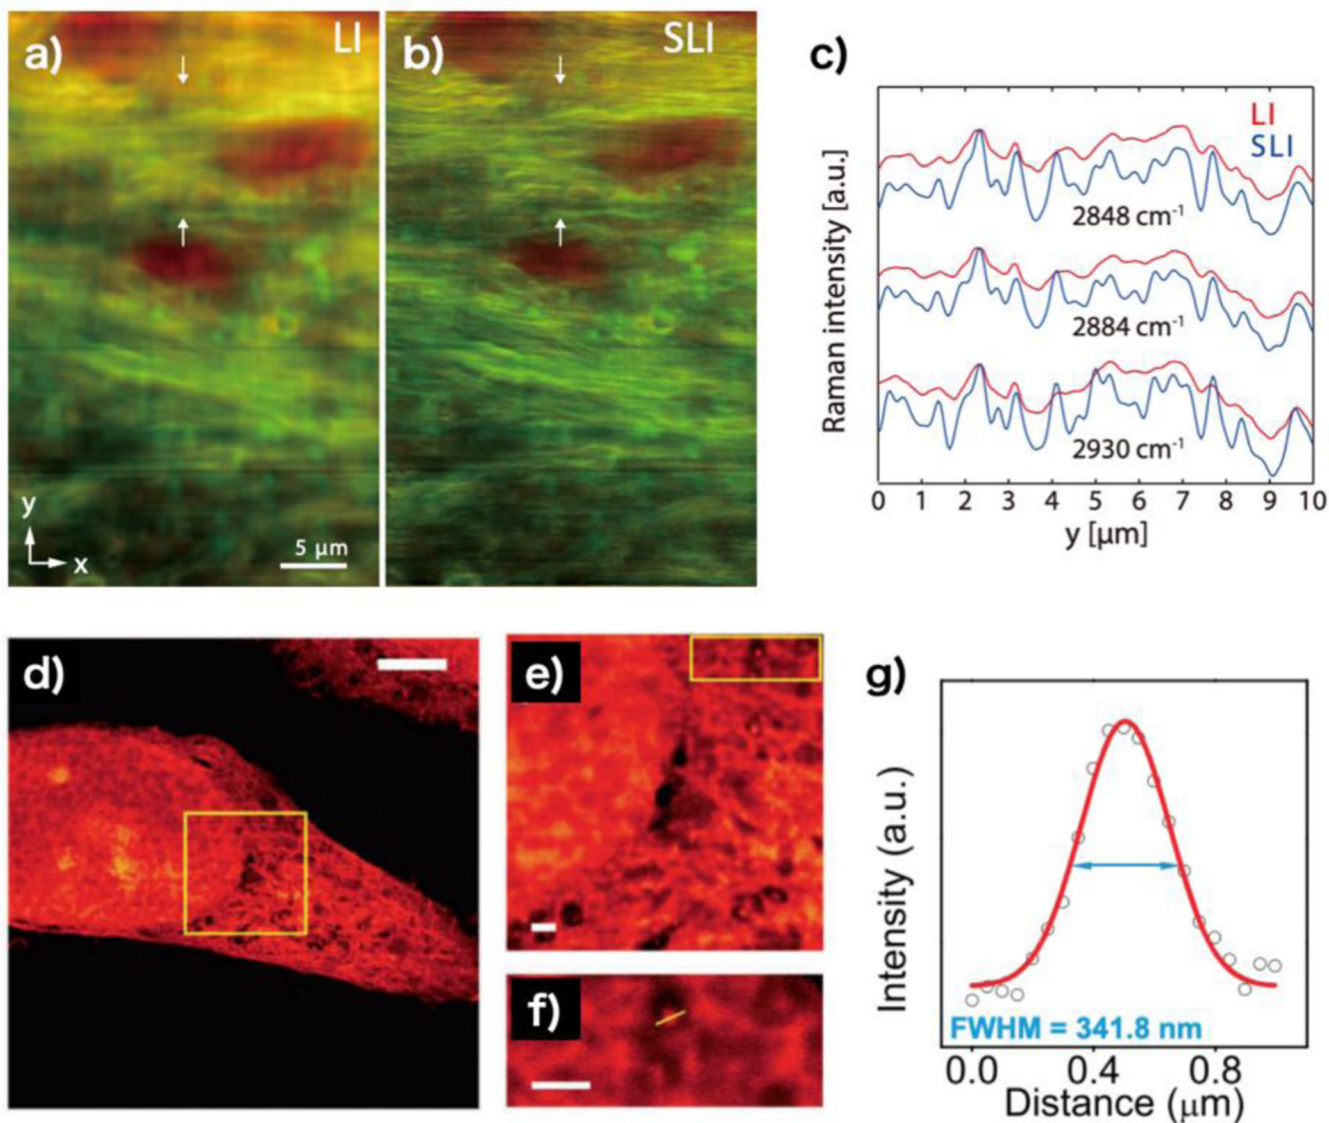 a)
LI
b)
SLI
y
x
5 μm
c)
LI
SLI
2848 cm⁻¹
2884 cm⁻¹
2930 cm⁻¹
Raman intensity [a.u.]
0 1 2 3 4 5 6 7 8 9 10
y [μm]
d)
e)
f)
g)
Intensity (a.u.)
FWHM = 341.8 nm
0.0 0.4 0.8
Distance (μm)